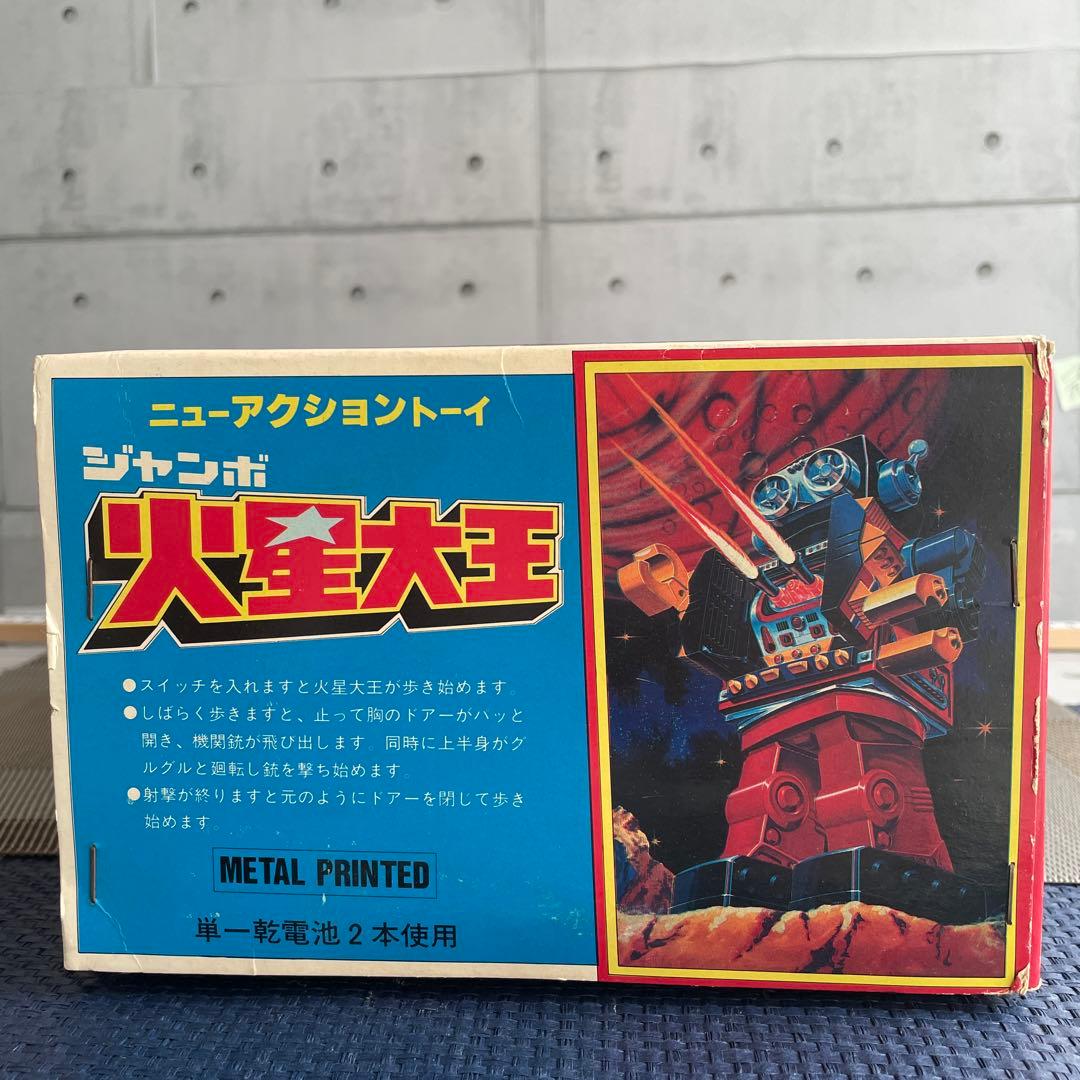 ニューアクショントーイ
ジャンボ
火星大王
●スイッチを入れますと火星大王が歩き始めます。
●しばらく歩きますと、止って胸のドアーがパッと
開き、機関銃が飛び出します。同時に上半身がグ
ルグルと廻転し銃を撃ち始めます。
●射撃が終りますと元のようにドアーを閉じて歩き
始めます。
METAL PRINTED
単一乾電池2本使用